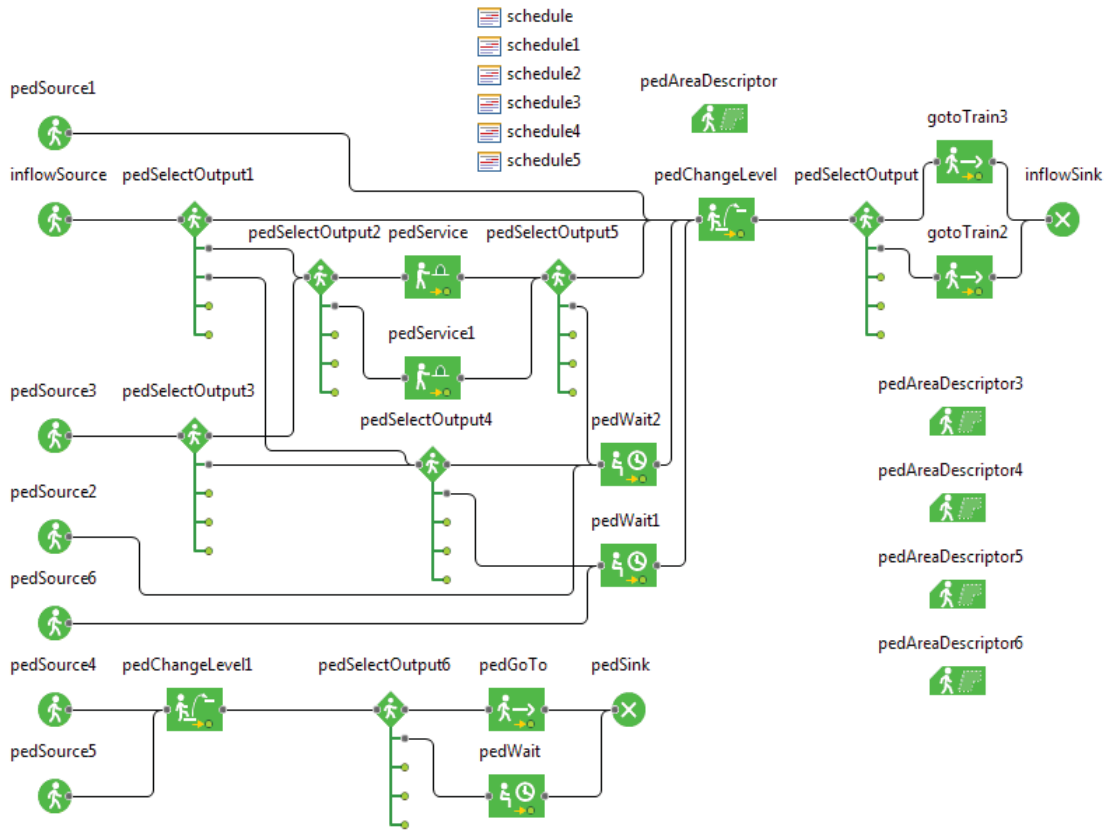 schedule
schedule1
schedule2
schedule3
schedule4
schedule5
pedSource1
pedAreaDescriptor
gotoTrain3
inflowSource
pedSelectOutput1
pedChangeLevel
pedSelectOutput
inflowSink
pedSelectOutput2
pedService
pedSelectOutput5
gotoTrain2
pedService1
pedSource3
pedSelectOutput3
pedAreaDescriptor3
pedSelectOutput4
pedWait2
pedAreaDescriptor4
pedSource2
pedWait1
pedAreaDescriptor5
pedSource6
pedAreaDescriptor6
pedSource4
pedChangeLevel1
pedSelectOutput6
pedGoTo
pedSink
pedSource5
pedWait